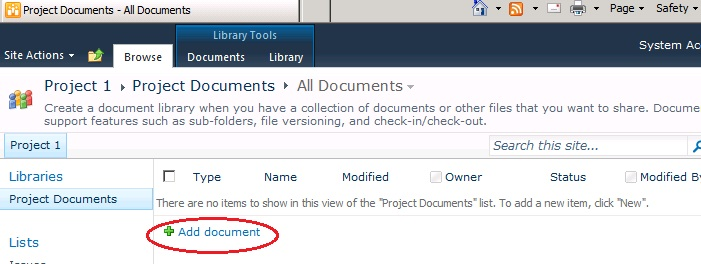 Project Documents - All Documents
Page
Safety
Library Tools
Site Actions
Browse
Documents
Library
System Acc
Project 1 Project Documents All Documents
Create a document library when you have a collection of documents or other files that you want to share. Docume
support features such as sub-folders, file versioning, and check-in/check-out.
Project 1
Search this site...
Libraries
Project Documents
Type Name Modified Owner Status Modified By
There are no items to show in this view of the "Project Documents" list. To add a new item, click "New".
Add document
Lists